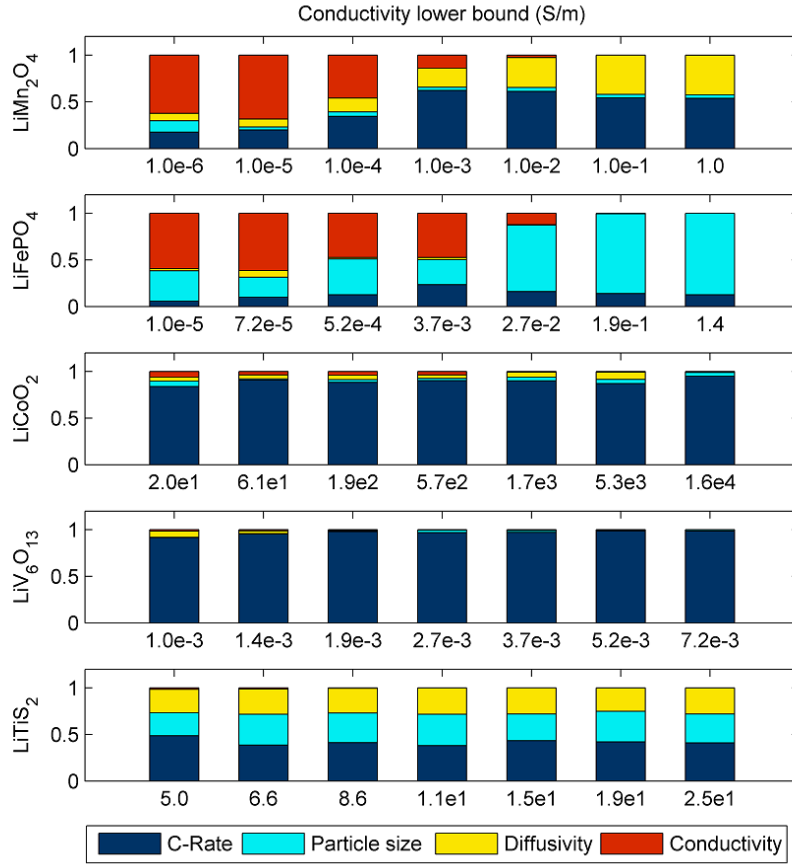 Conductivity lower bound (S/m)
LiMn₂O₄
1
0.5
0
1.0e-6 1.0e-5 1.0e-4 1.0e-3 1.0e-2 1.0e-1 1.0
LiFePO₄
1
0.5
0
1.0e-5 7.2e-5 5.2e-4 3.7e-3 2.7e-2 1.9e-1 1.4
LiCoO₂
1
0.5
0
2.0e1 6.1e1 1.9e2 5.7e2 1.7e3 5.3e3 1.6e4
LiV₆O₁₃
1
0.5
0
1.0e-3 1.4e-3 1.9e-3 2.7e-3 3.7e-3 5.2e-3 7.2e-3
LiTiS₂
1
0.5
0
5.0 6.6 8.6 1.1e1 1.5e1 1.9e1 2.5e1
C-Rate Particle size Diffusivity Conductivity